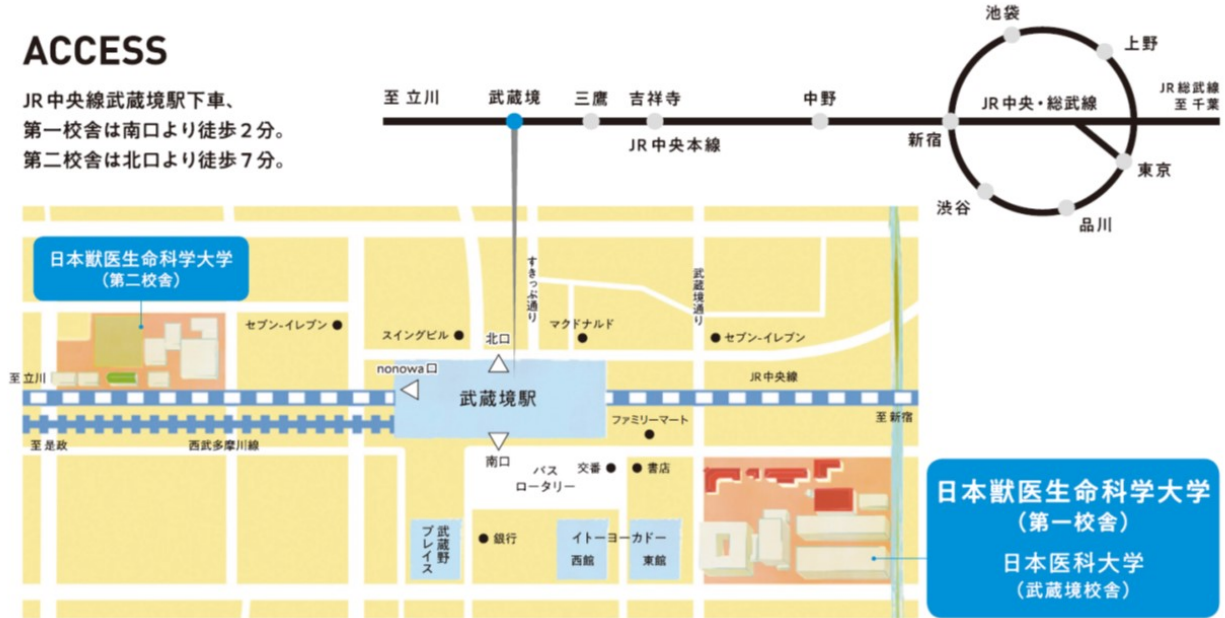 ACCESS
JR中央線武蔵境駅下車、
第一校舎は南口より徒歩2分。
第二校舎は北口より徒歩7分。
至 立川
武蔵境
三鷹
吉祥寺
中野
JR中央本線
新宿
池袋
上野
JR中央・総武線
JR総武線
至 千葉
東京
渋谷
品川
日本獣医生命科学大学
(第二校舎)
すきっぷ通り
武蔵境通り
セブン-イレブン
スイングビル
北口
マクドナルド
セブン-イレブン
至 立川
nonowa口
武蔵境駅
JR中央線
ファミリーマート
至 新宿
至 是政
西武多摩川線
南口
バス
ロータリー
交番
書店
武蔵野
プレイス
銀行
イトーヨーカドー
西館
東館
日本獣医生命科学大学
(第一校舎)
日本医科大学
(武蔵境校舎)